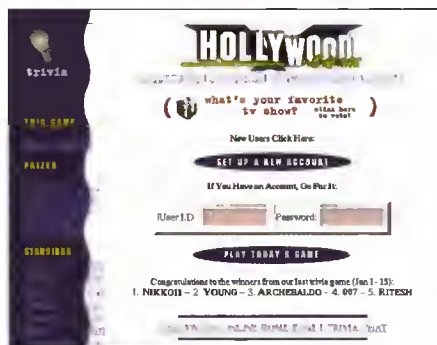 HOLLYWOOD
trivia
what's your favorite
tv show?
click here
to vote!
THIS GAME
New Users Click Here:
SET UP A NEW ACCOUNT
PRIZES
If You Have an Account, Go For It:
User I.D Password:
STANDINGS
PLAY TODAY'S GAME
Congratulations to the winners from our last trivia game (Jan 1- 15):
1. NIKKO11 – 2 YOUNG – 3. ARCHEBALDO - 4. 007 – 5. RITESH